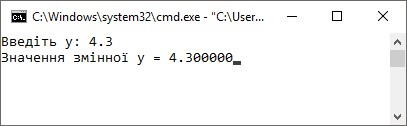 C:\Windows\system32\cmd.exe - "C:\User...
Введіть y: 4.3
Значення змінної y = 4.300000